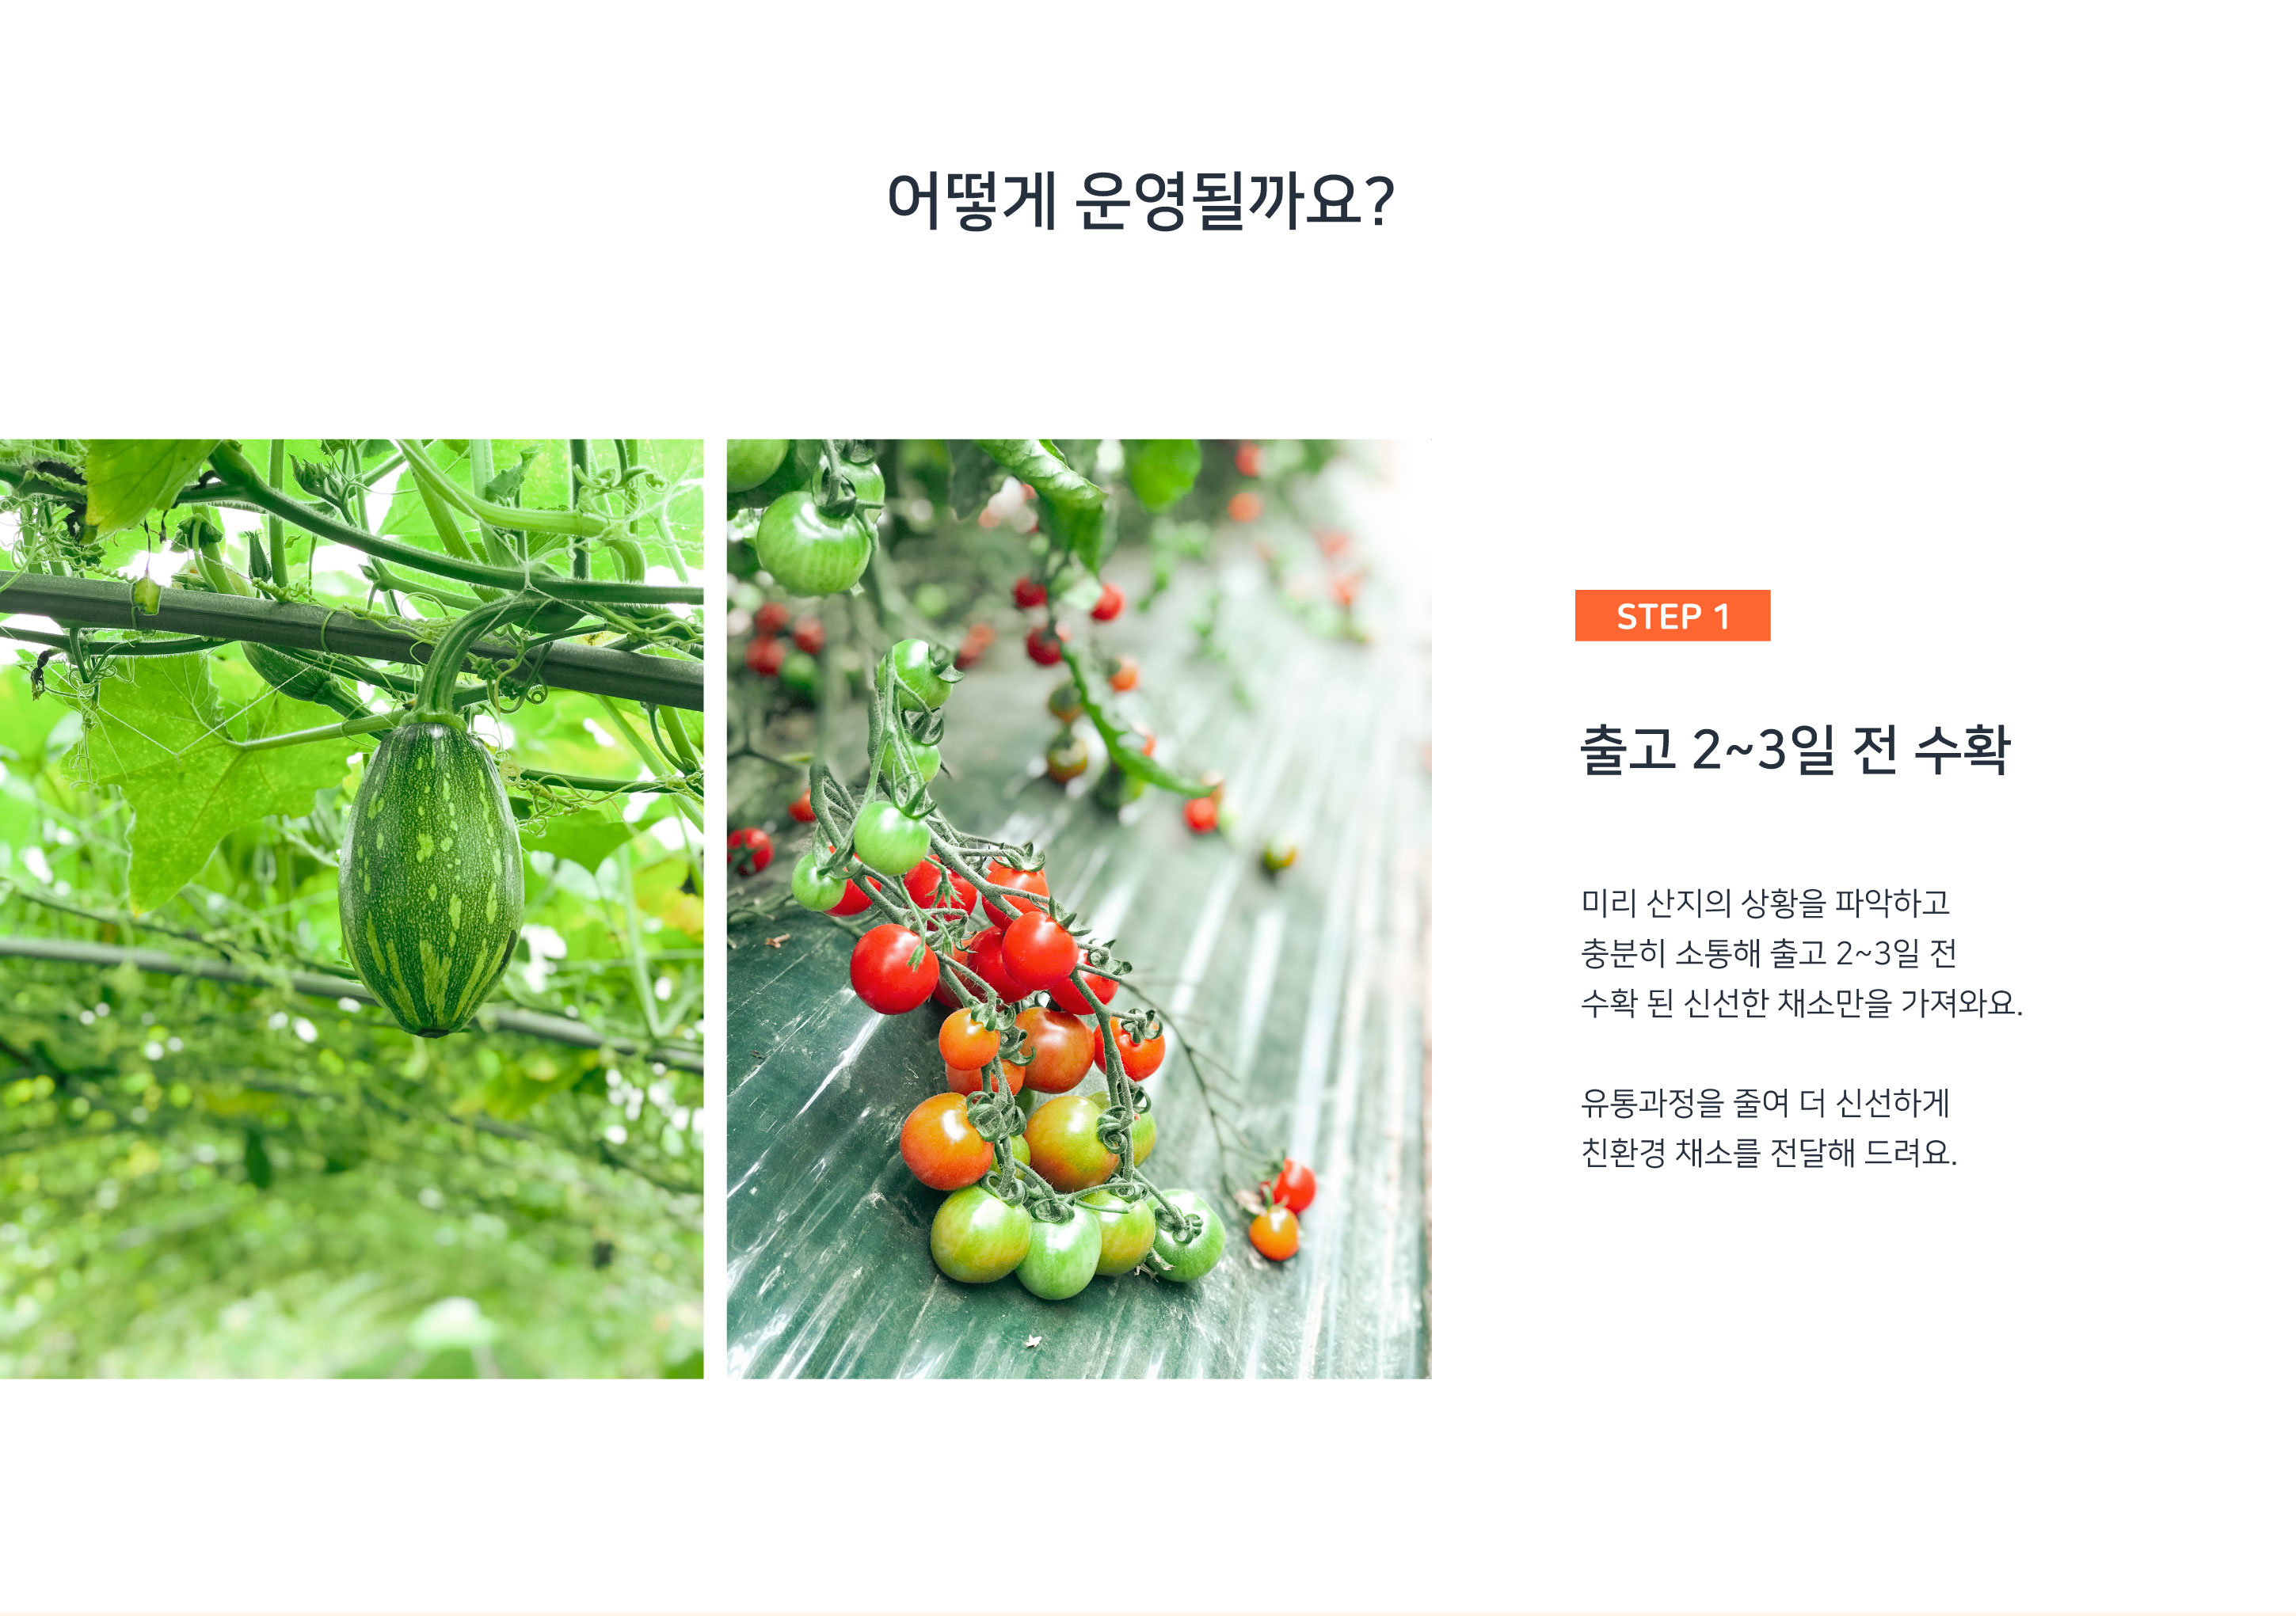 어떻게 운영될까요?
STEP 1
출고 2~3일 전 수확
미리 산지의 상황을 파악하고
충분히 소통해 출고 2~3일 전
수확 된 신선한 채소만을 가져와요.
유통과정을 줄여 더 신선하게
친환경 채소를 전달해 드려요.